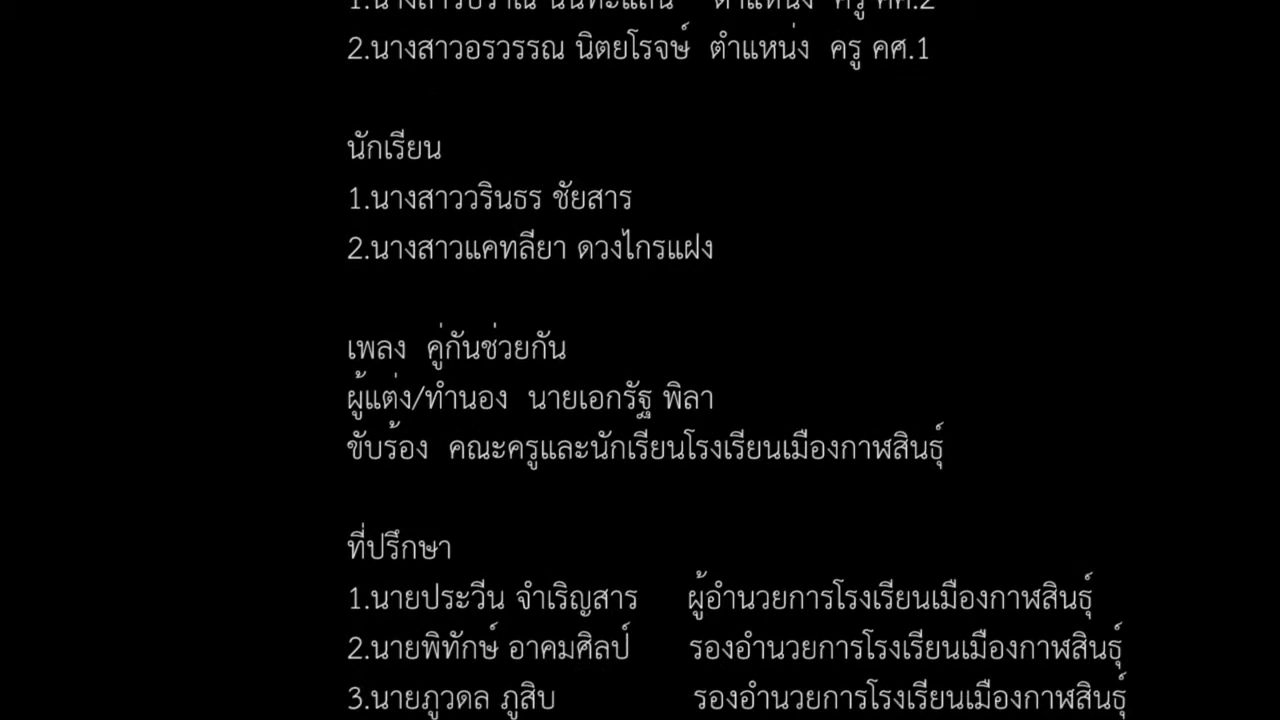 2.นางสาวอรวรรณ นิตยโรจษ์ ตำแหน่ง ครู คศ.1
นักเรียน
1.นางสาววรินธร ชัยสาร
2.นางสาวแคทลียา ดวงไกรแฝง
เพลง คู่กันช่วยกัน
ผู้แต่ง/ทำนอง นายเอกรัฐ พิลา
ขับร้อง คณะครูและนักเรียนโรงเรียนเมืองกาฬสินธุ์
ที่ปรึกษา
1.นายประวีน จำเริญสาร ผู้อำนวยการโรงเรียนเมืองกาฬสินธุ์
2.นายพิทักษ์ อาคมศิลป์ รองอำนวยการโรงเรียนเมืองกาฬสินธุ์
3.นายภูวดล ภูสิบ รองอำนวยการโรงเรียนเมืองกาฬสินธุ์